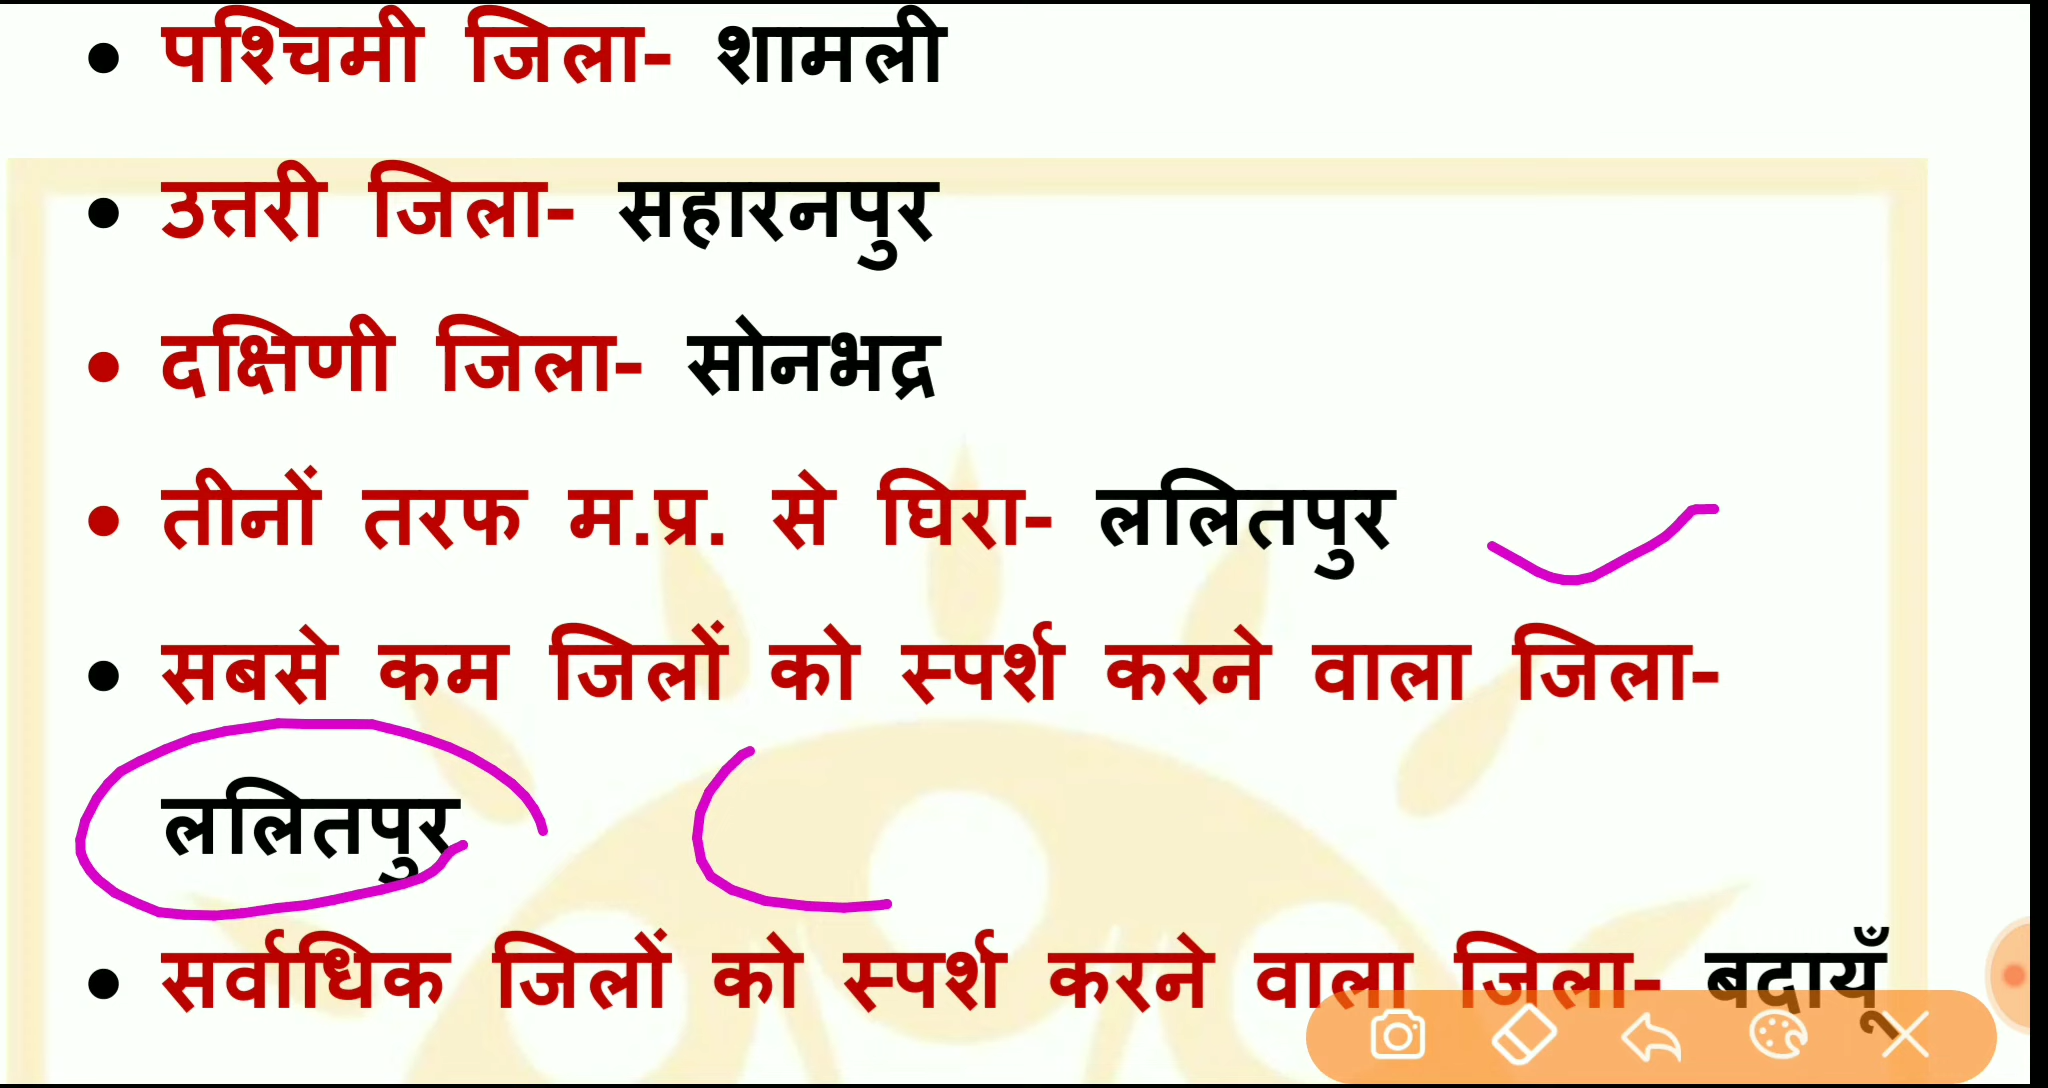 • पश्चिमी जिला- शामली
• उत्तरी जिला- सहारनपुर
• दक्षिणी जिला- सोनभद्र
• तीनों तरफ म.प्र. से घिरा- ललितपुर
• सबसे कम जिलों को स्पर्श करने वाला जिला-
ललितपुर
• सर्वाधिक जिलों को स्पर्श करने वाला जिला- बदायूँ